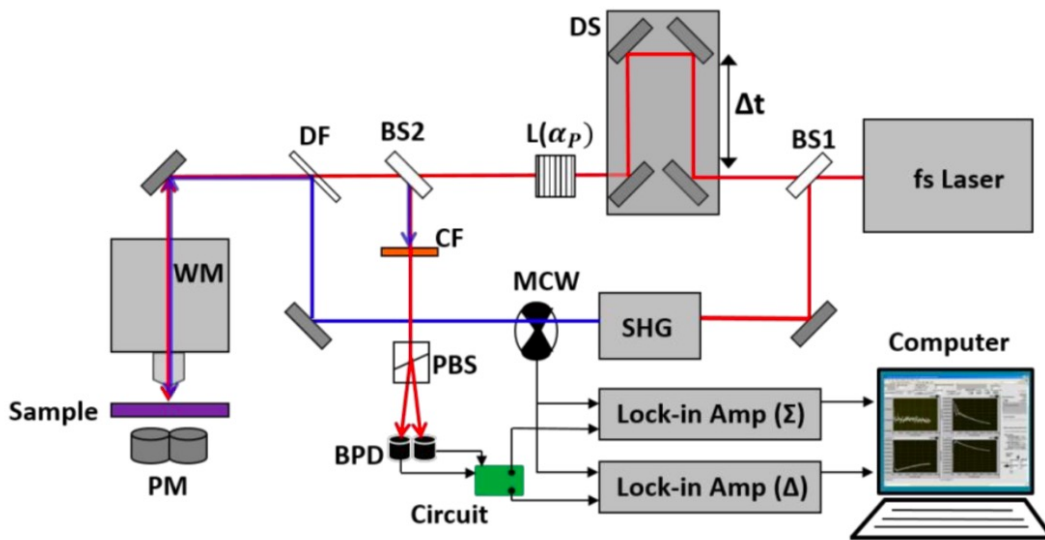 DS
Δt
BS1
fs Laser
DF
BS2
L(α_P)
CF
WM
MCW
SHG
Computer
PBS
Sample
Lock-in Amp (Σ)
BPD
PM
Circuit
Lock-in Amp (Δ)